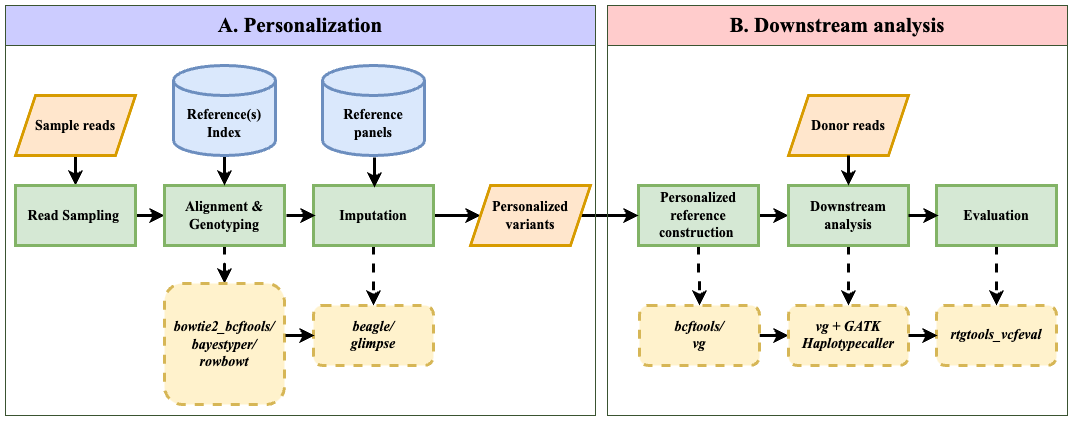 A. Personalization
B. Downstream analysis
Sample reads
Reference(s)
Index
Reference
panels
Donor reads
Read Sampling
Alignment &
Genotyping
Imputation
Personalized
variants
Personalized
reference
construction
Downstream
analysis
Evaluation
bowtie2_bcftools/
bayestyper/
rowbowt
beagle/
glimpse
bcftools/
vg
vg + GATK
Haplotypecaller
rtgtools_vcfeval